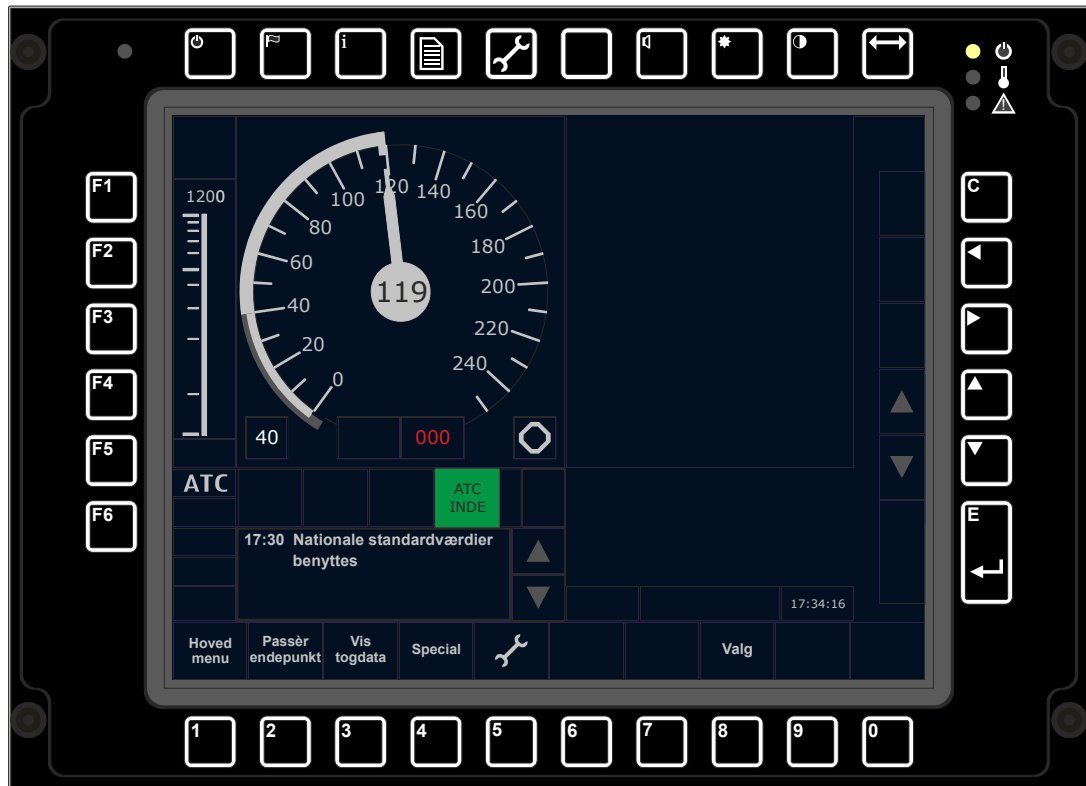 i
F1
F2
F3
F4
F5
F6
C
E
1200
0
20
40
60
80
100
120
140
160
180
200
220
240
119
40
000
ATC
ATC
INDE
17:30 Nationale standardværdier
benyttes
17:34:16
Hoved
menu
Passèr
endepunkt
Vis
togdata
Special
Valg
1
2
3
4
5
6
7
8
9
0